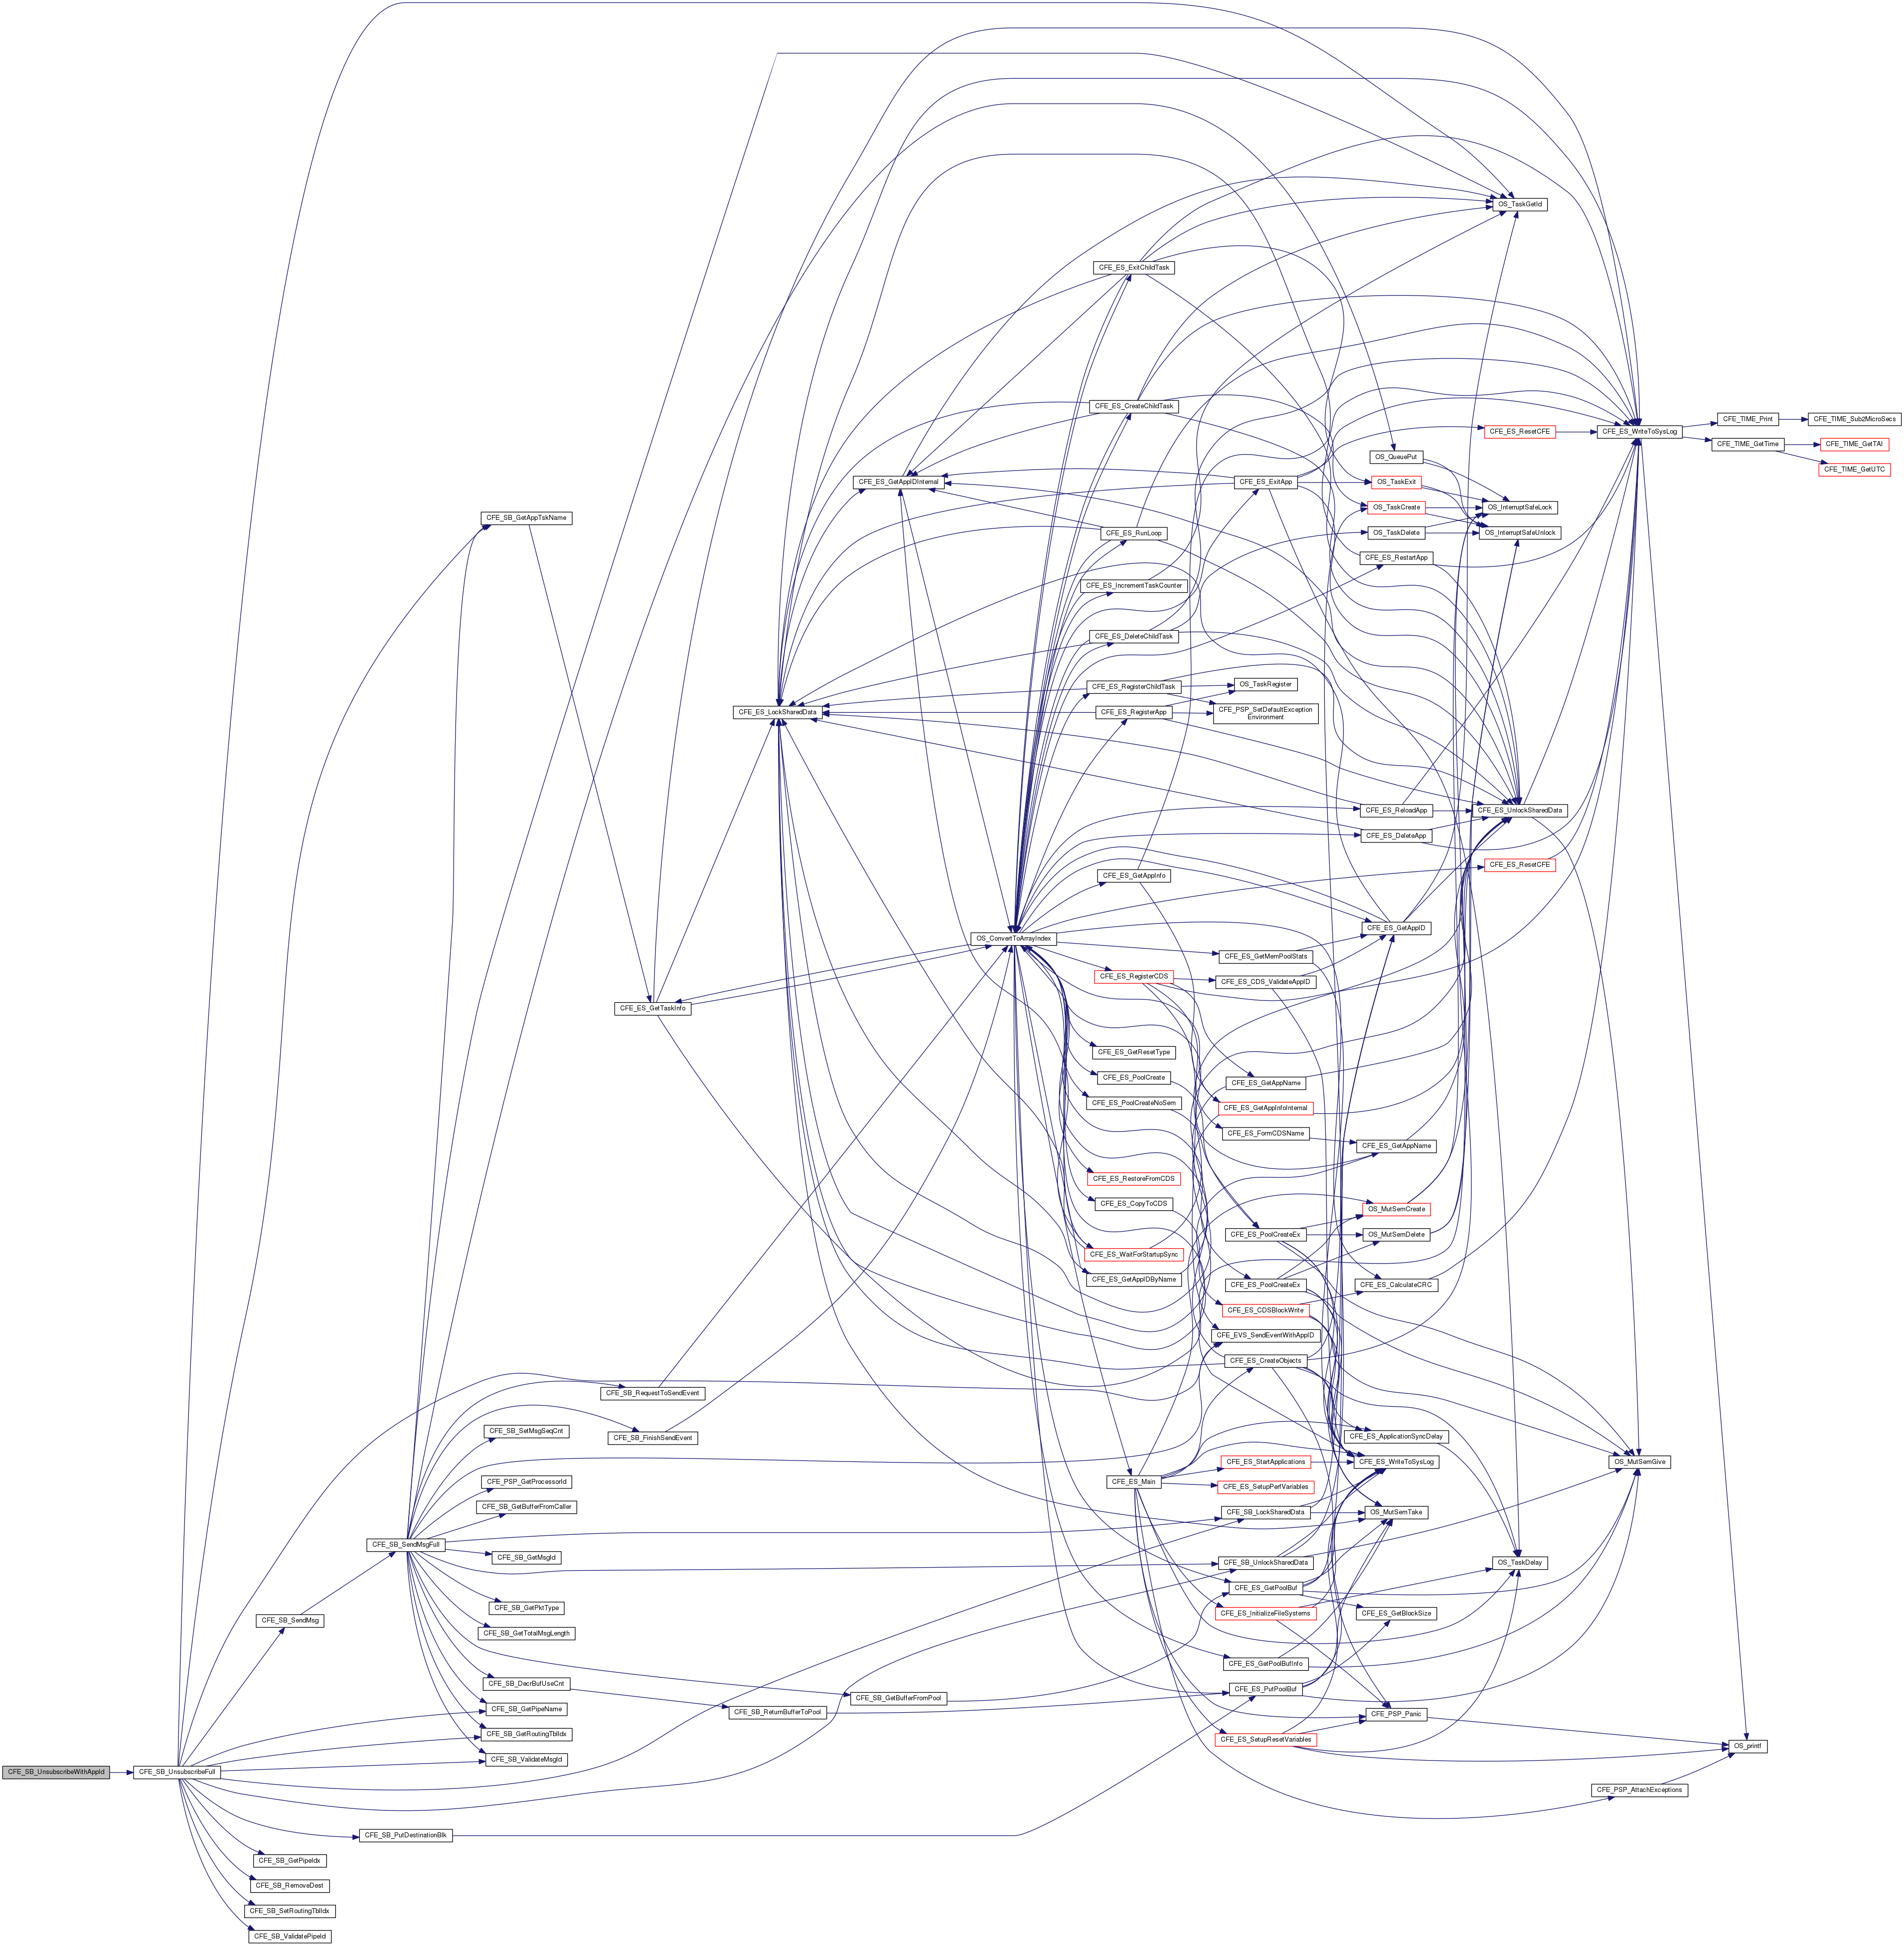 OS_TaskGetId
CFE_ES_ExitChildTask
CFE_ES_CreateChildTask
CFE_TIME_Print
CFE_TIME_Sub2MicroSecs
CFE_ES_ResetCFE
CFE_ES_WriteToSysLog
CFE_TIME_GetTime
CFE_TIME_GetTAI
OS_QueuePut
CFE_TIME_GetUTC
CFE_ES_GetAppIDInternal
CFE_ES_ExitApp
OS_TaskExit
OS_TaskCreate
OS_InterruptSafeLock
CFE_SB_GetAppTskName
CFE_ES_RunLoop
OS_TaskDelete
OS_InterruptSafeUnlock
CFE_ES_RestartApp
CFE_ES_IncrementTaskCounter
CFE_ES_DeleteChildTask
CFE_ES_RegisterChildTask
OS_TaskRegister
CFE_ES_LockSharedData
CFE_ES_RegisterApp
CFE_PSP_SetDefaultException
Environment
CFE_ES_ReloadApp
CFE_ES_UnlockSharedData
CFE_ES_DeleteApp
CFE_ES_ResetCFE
CFE_ES_GetAppInfo
CFE_ES_GetAppID
OS_ConvertToArrayIndex
CFE_ES_GetMemPoolStats
CFE_ES_RegisterCDS
CFE_ES_CDS_ValidateAppID
CFE_ES_GetTaskInfo
CFE_ES_GetResetType
CFE_ES_PoolCreate
CFE_ES_GetAppName
CFE_ES_PoolCreateNoSem
CFE_ES_GetAppInfoInternal
CFE_ES_FormCDSName
CFE_ES_GetAppName
CFE_ES_RestoreFromCDS
CFE_ES_CopyToCDS
OS_MutSemCreate
CFE_ES_PoolCreateEx
OS_MutSemDelete
CFE_ES_WaitForStartupSync
CFE_ES_GetAppIDByName
CFE_ES_PoolCreateEx
CFE_ES_CalculateCRC
CFE_ES_CDSBlockWrite
CFE_EVS_SendEventWithAppID
CFE_ES_CreateObjects
CFE_SB_RequestToSendEvent
CFE_SB_SetMsgSeqCnt
CFE_SB_FinishSendEvent
CFE_ES_ApplicationSyncDelay
CFE_ES_StartApplications
CFE_ES_WriteToSysLog
OS_MutSemGive
CFE_PSP_GetProcessorId
CFE_ES_Main
CFE_ES_SetupPerfVariables
CFE_SB_GetBufferFromCaller
CFE_SB_LockSharedData
OS_MutSemTake
CFE_SB_SendMsgFull
CFE_SB_GetMsgId
CFE_SB_UnlockSharedData
OS_TaskDelay
CFE_ES_GetPoolBuf
CFE_SB_GetPktType
CFE_ES_InitializeFileSystems
CFE_ES_GetBlockSize
CFE_SB_SendMsg
CFE_SB_GetTotalMsgLength
CFE_ES_GetPoolBufInfo
CFE_SB_DecrBufUseCnt
CFE_ES_PutPoolBuf
CFE_SB_GetBufferFromPool
CFE_SB_GetPipeName
CFE_SB_ReturnBufferToPool
CFE_PSP_Panic
CFE_SB_GetRoutingTblIdx
CFE_ES_SetupResetVariables
OS_printf
CFE_SB_ValidateMsgId
CFE_SB_UnsubscribeWithAppId
CFE_SB_UnsubscribeFull
CFE_PSP_AttachExceptions
CFE_SB_PutDestinationBlk
CFE_SB_GetPipeIdx
CFE_SB_RemoveDest
CFE_SB_SetRoutingTblIdx
CFE_SB_ValidatePipeId